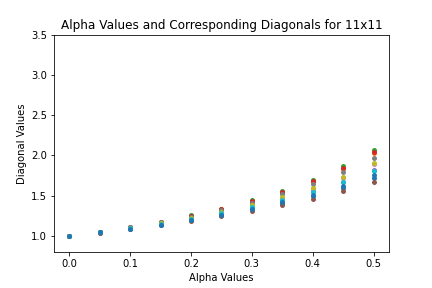 Alpha Values and Corresponding Diagonals for 11x11
3.5
3.0
2.5
2.0
1.5
1.0
Diagonal Values
0.0 0.1 0.2 0.3 0.4 0.5
Alpha Values